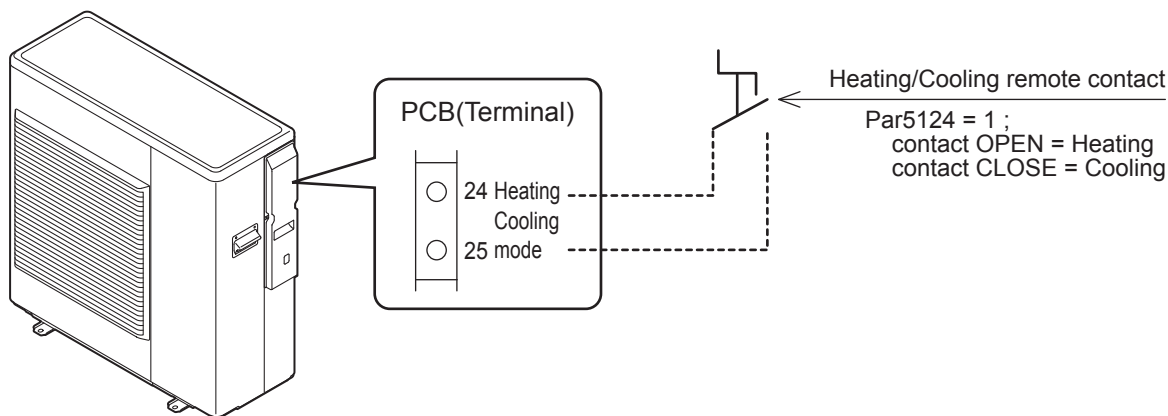 PCB(Terminal)
24 Heating
Cooling
25 mode
Heating/Cooling remote contact
Par5124 = 1 ;
contact OPEN = Heating
contact CLOSE = Cooling